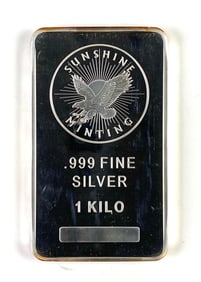 SUNSHINE
MINTING
.999 FINE
SILVER
1 KILO